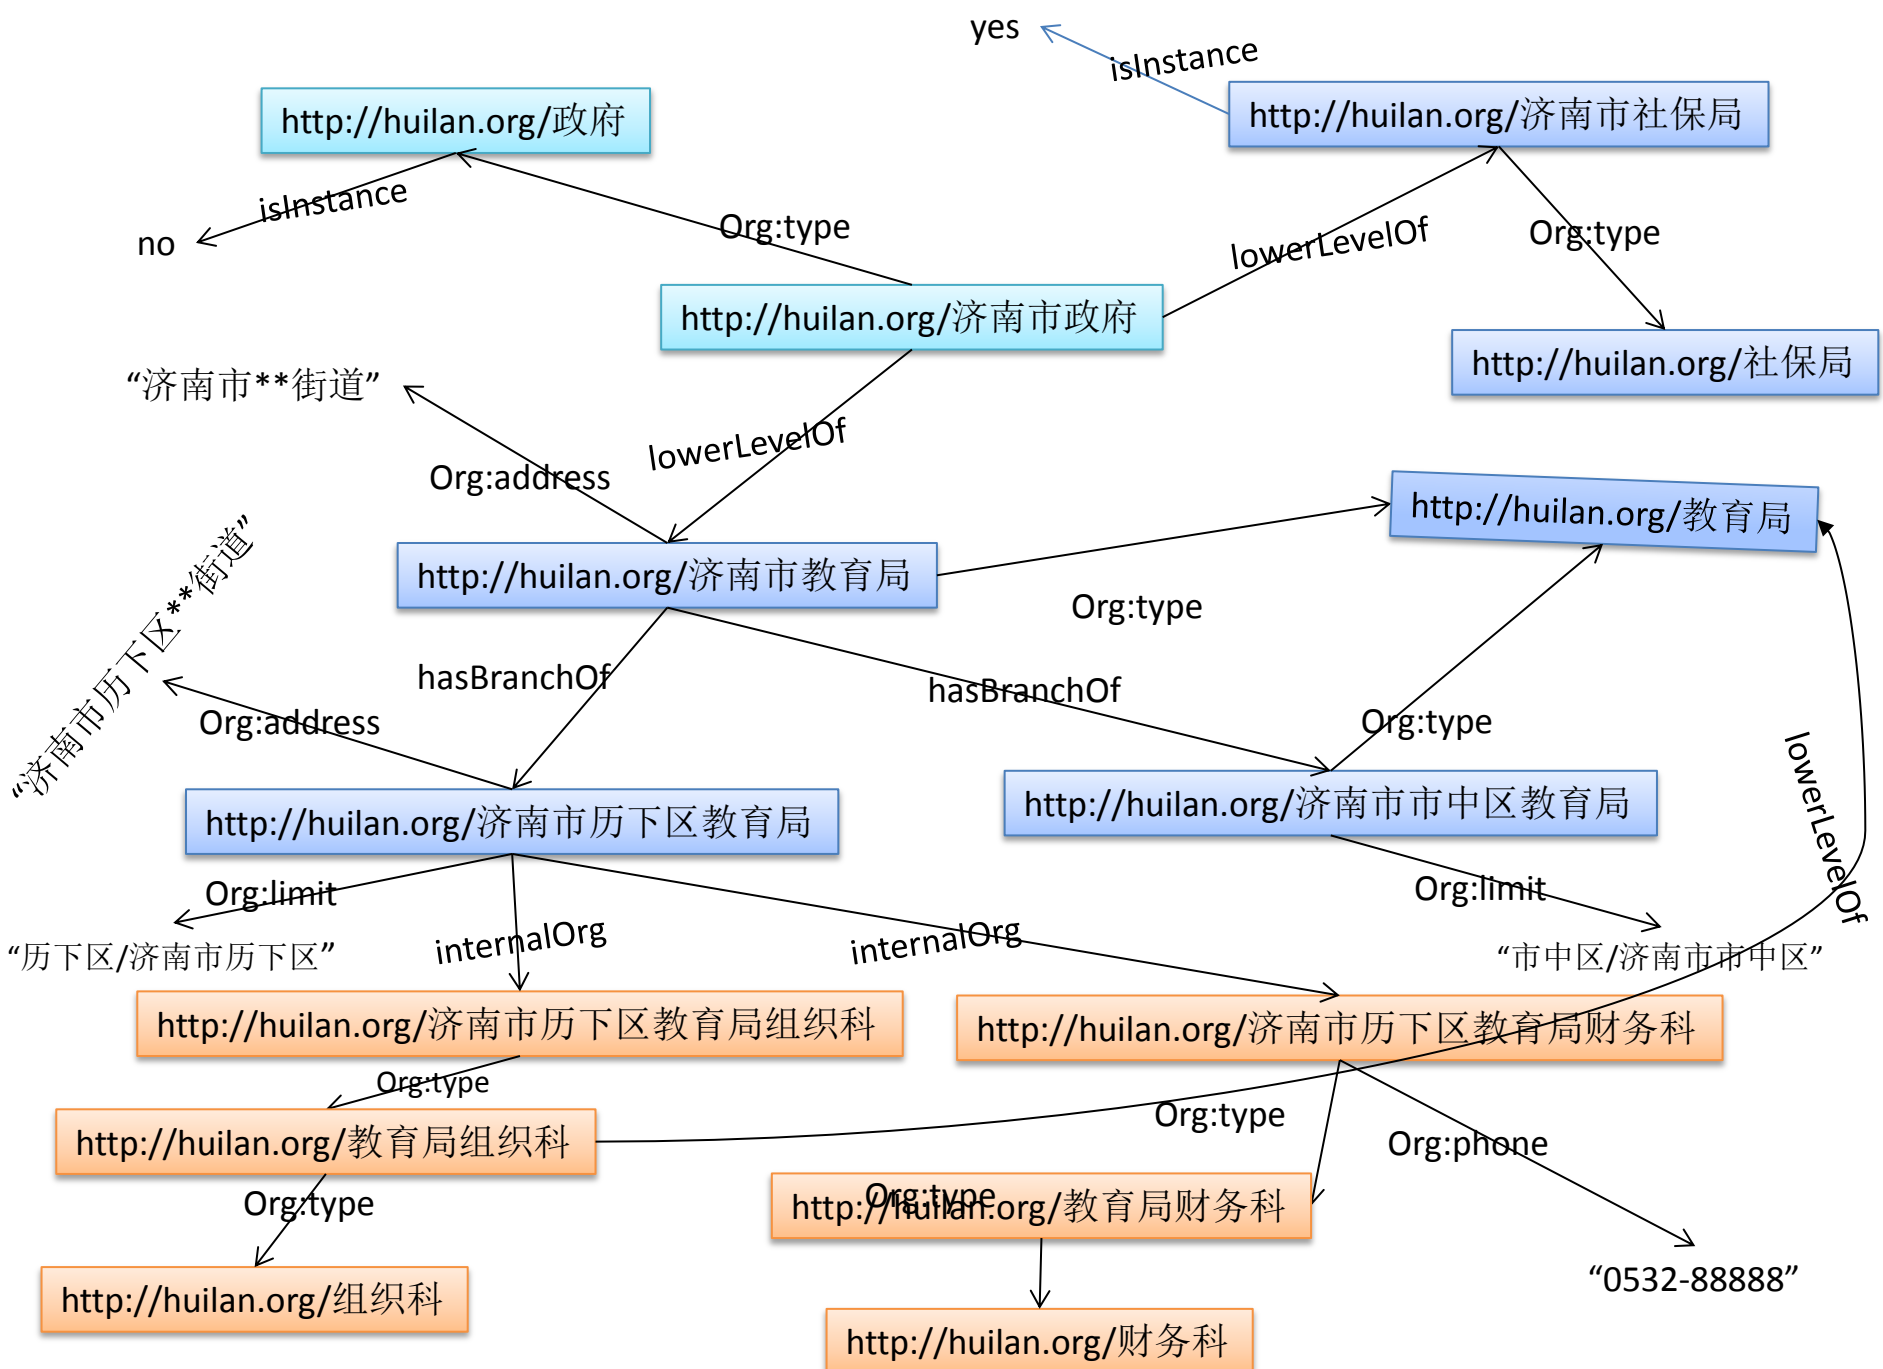 yes
isInstance
http://huilan.org/政府
http://huilan.org/济南市社保局
isInstance
no
Org:type
lowerLevelOf
Org:type
http://huilan.org/济南市政府
http://huilan.org/社保局
“济南市**街道”
lowerLevelOf
Org:address
http://huilan.org/教育局
“济南市历下区**街道”
http://huilan.org/济南市教育局
Org:type
hasBranchOf
hasBranchOf
Org:address
Org:type
lowerLevelOf
http://huilan.org/济南市历下区教育局
http://huilan.org/济南市市中区教育局
Org:limit
Org:limit
internalOrg
internalOrg
“历下区/济南市历下区”
“市中区/济南市市中区”
http://huilan.org/济南市历下区教育局组织科
http://huilan.org/济南市历下区教育局财务科
Org:type
Org:type
http://huilan.org/教育局组织科
Org:phone
Org:type
Org:type
http://huilan.org/教育局财务科
“0532-88888”
http://huilan.org/组织科
http://huilan.org/财务科